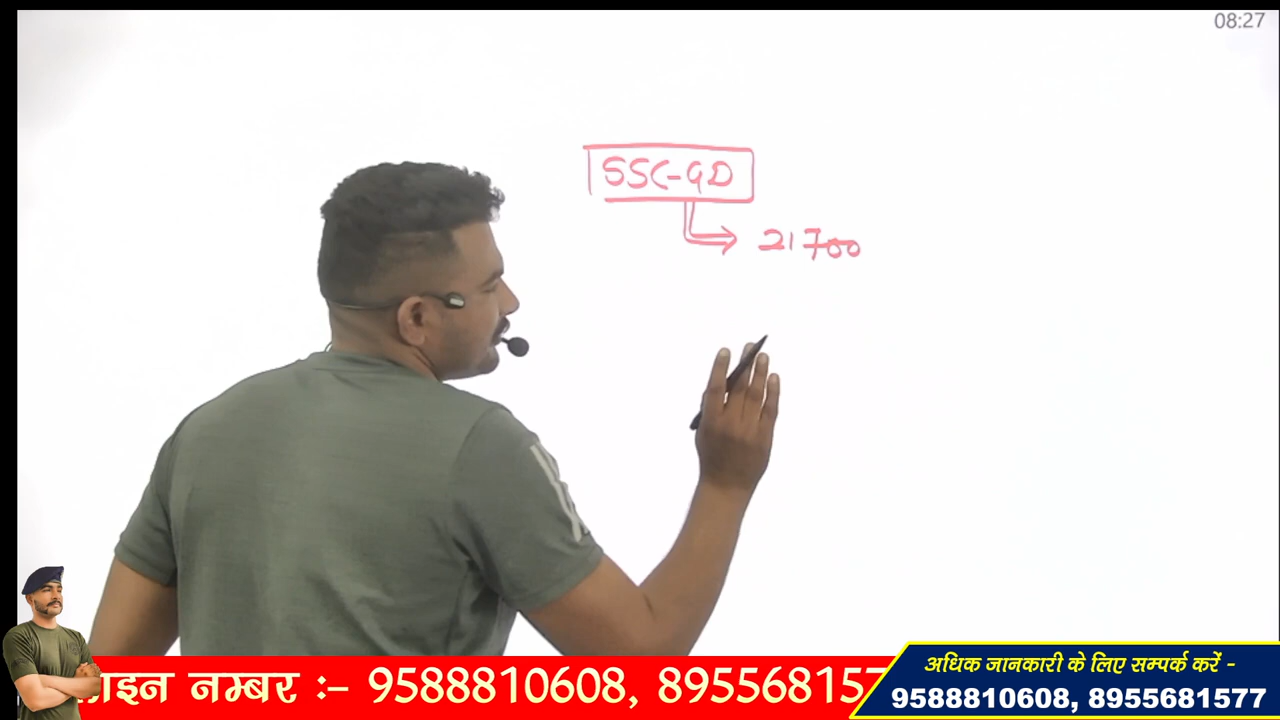 08:27
SSC-GD
21700
लाइन नम्बर :- 9588810608, 895568157
अधिक जानकारी के लिए सम्पर्क करें -
9588810608, 8955681577